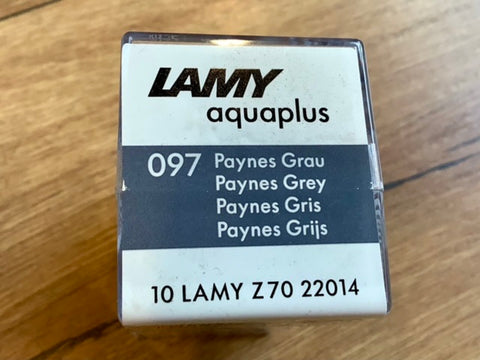 LAMY
aquaplus
097 Paynes Grau
Paynes Grey
Paynes Gris
Paynes Grijs
10 LAMY Z70 22014